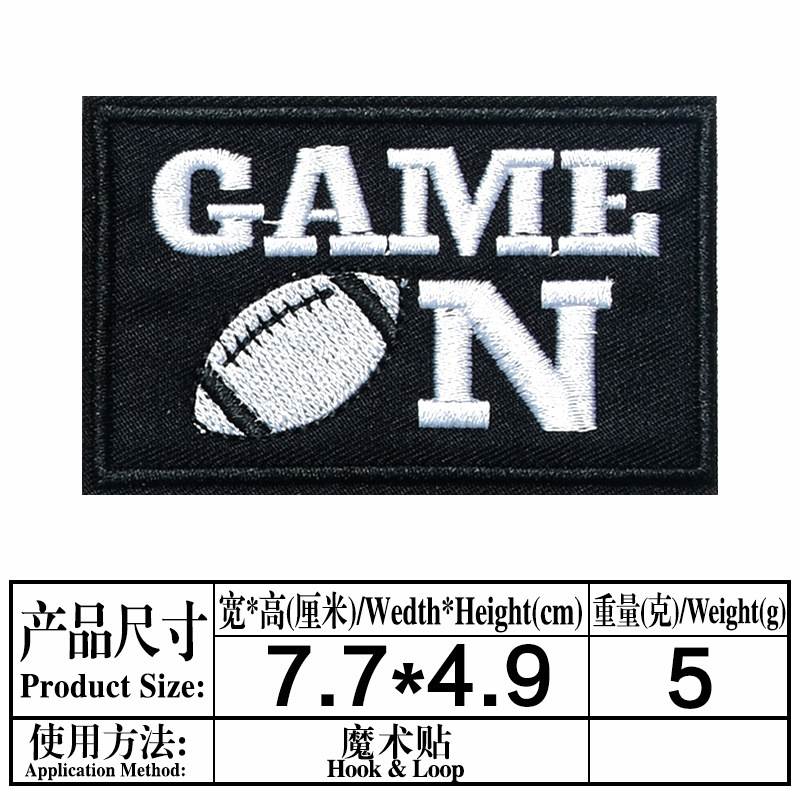 GAME
ON
产品尺寸
Product Size:
宽*高(厘米)/Wedth*Height(cm)
重量(克)/Weight(g)
7.7*4.9
5
使用方法:
Application Method:
魔术贴
Hook & Loop